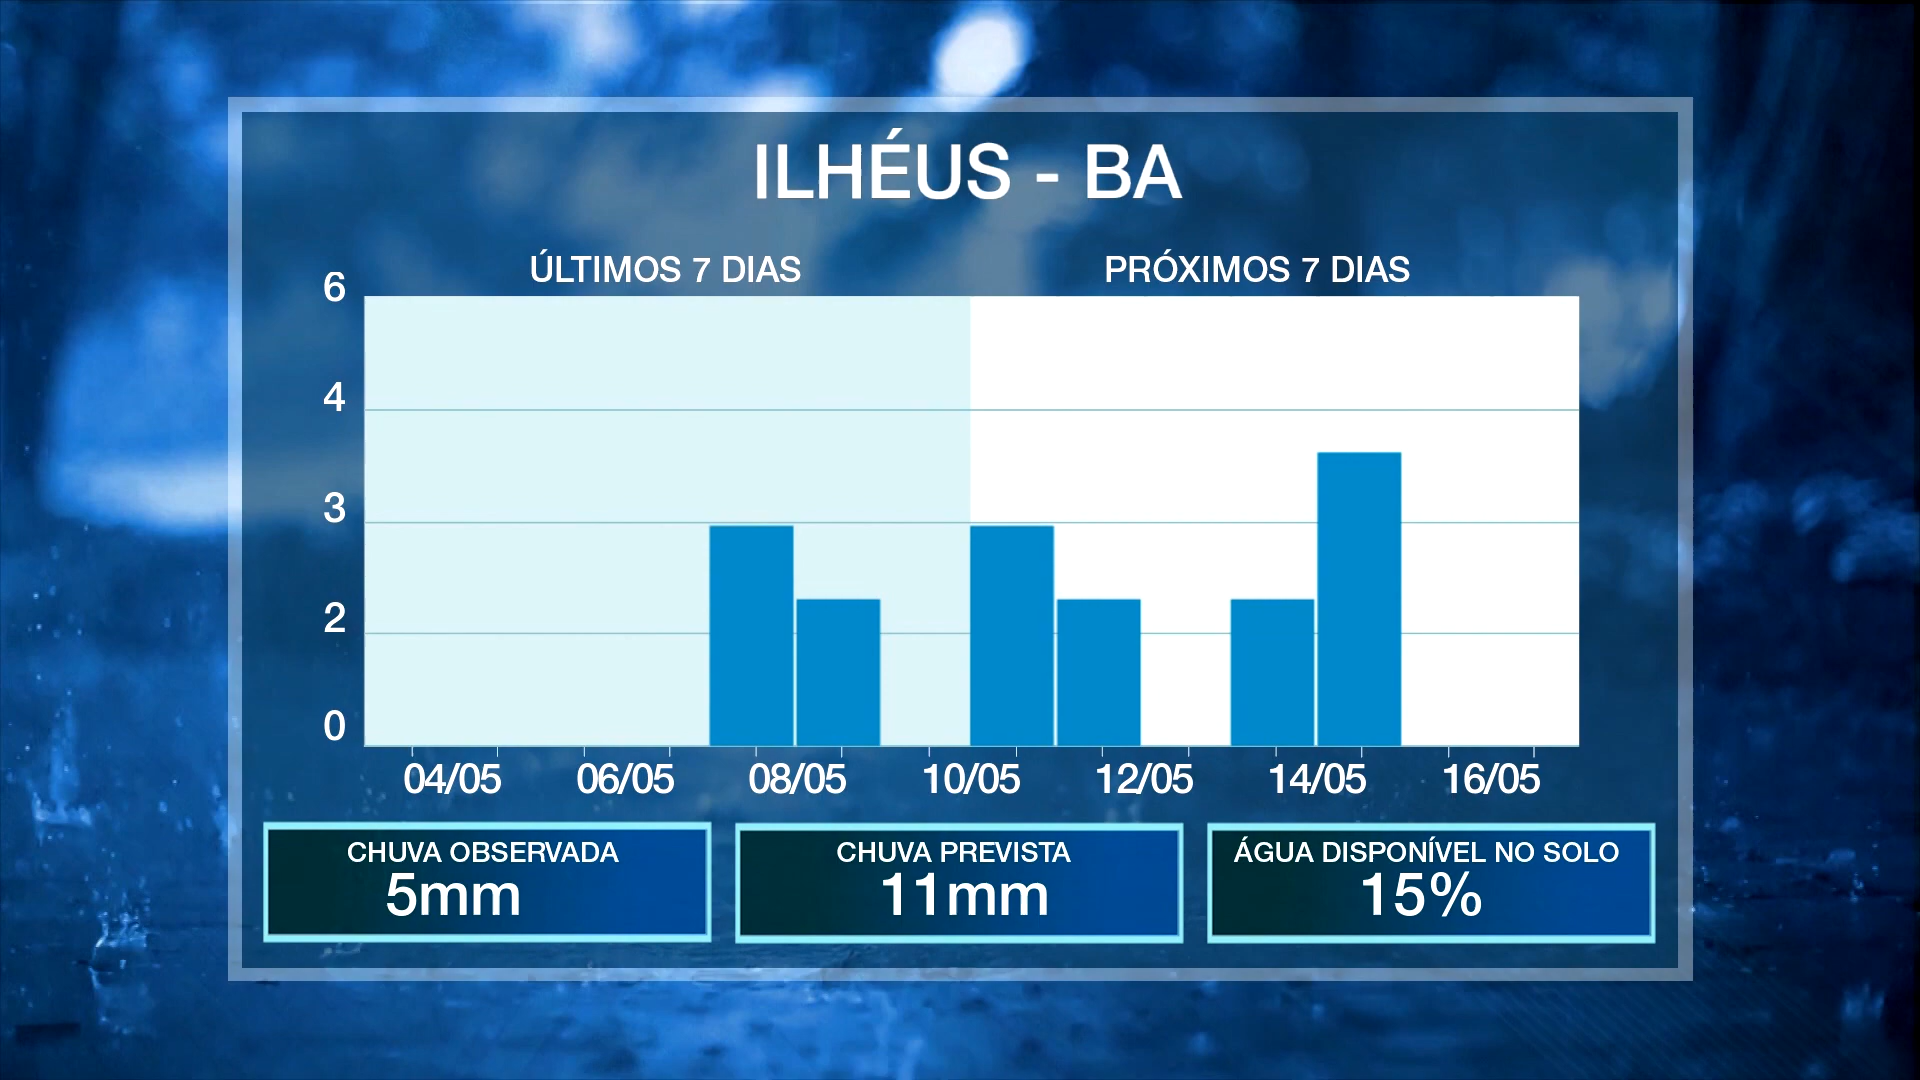 ILHÉUS - BA
ÚLTIMOS 7 DIAS
PRÓXIMOS 7 DIAS
6
4
3
2
0
04/05 06/05 08/05 10/05 12/05 14/05 16/05
CHUVA OBSERVADA
5mm
CHUVA PREVISTA
11mm
ÁGUA DISPONÍVEL NO SOLO
15%